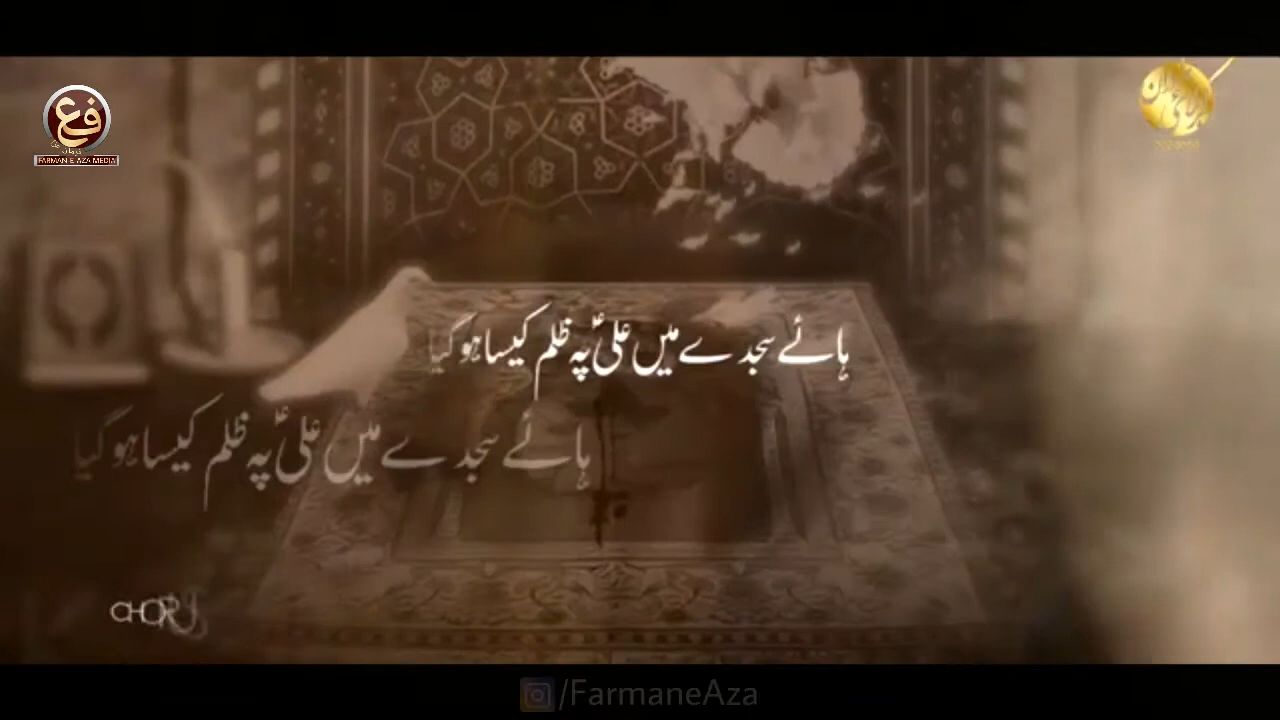 فع
FARMAN E AZA MEDIA
ہائے سجدے میں علیؑ پہ ظلم کیسا ہو گیا
ہائے سجدے میں علیؑ پہ ظلم کیسا ہو گیا
CHORUS
/FarmaneAza